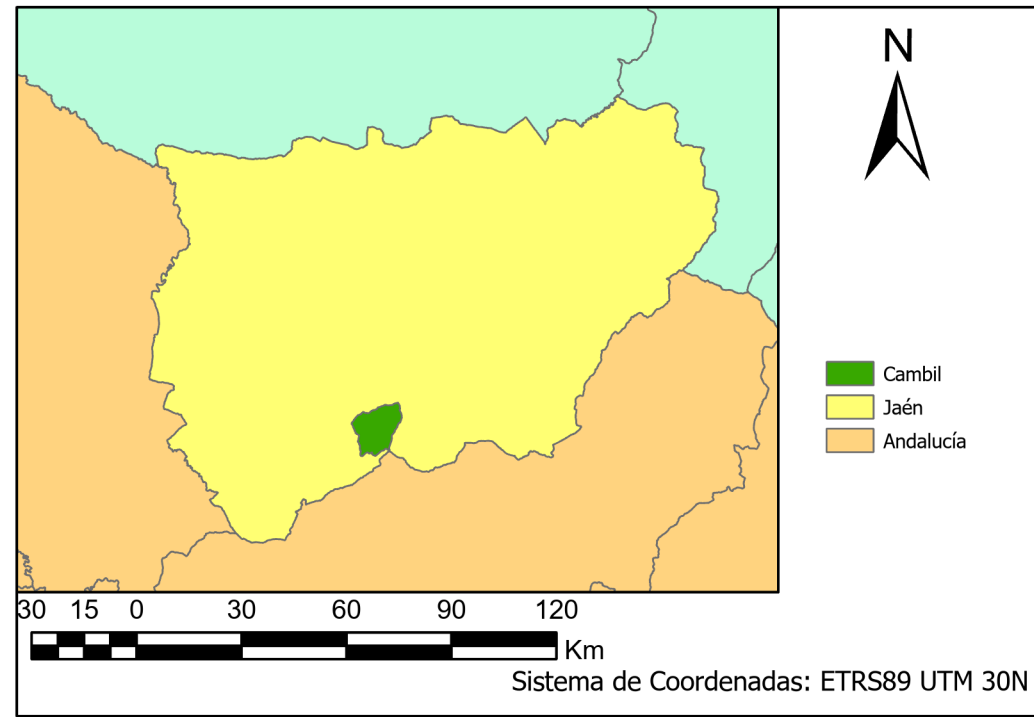 N
Cambil
Jaén
Andalucía
30 15 0 30 60 90 120
Km
Sistema de Coordenadas: ETRS89 UTM 30N